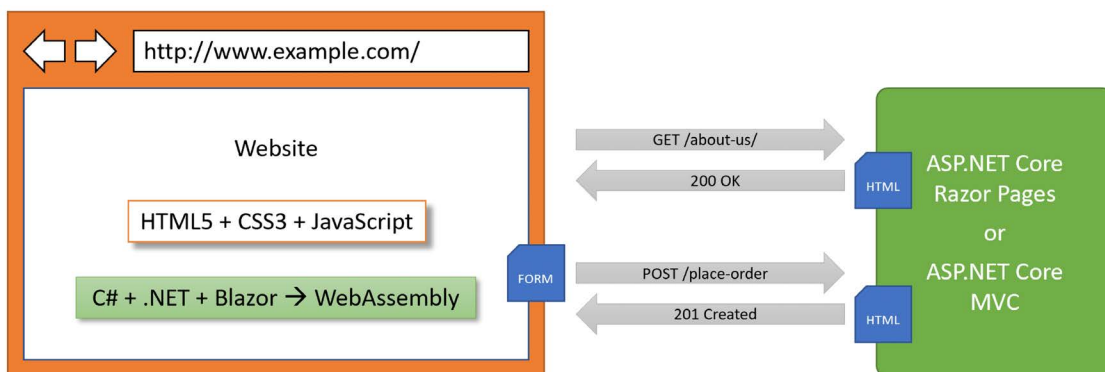 http://www.example.com/
Website
HTML5 + CSS3 + JavaScript
C# + .NET + Blazor → WebAssembly
FORM
GET /about-us/
200 OK
HTML
POST /place-order
201 Created
HTML
ASP.NET Core
Razor Pages
or
ASP.NET Core
MVC